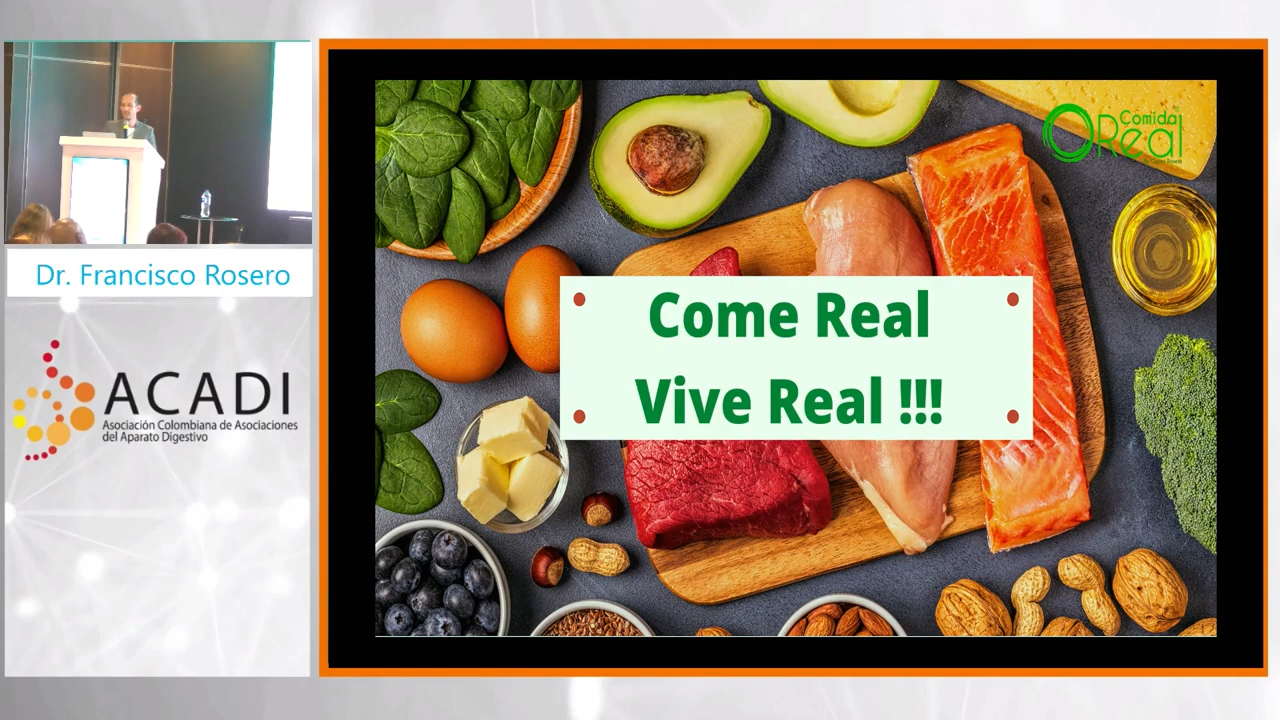 Dr. Francisco Rosero
ACADI
Asociación Colombiana de Asociaciones
del Aparato Digestivo
Comida
Real
Come Real
Vive Real !!!